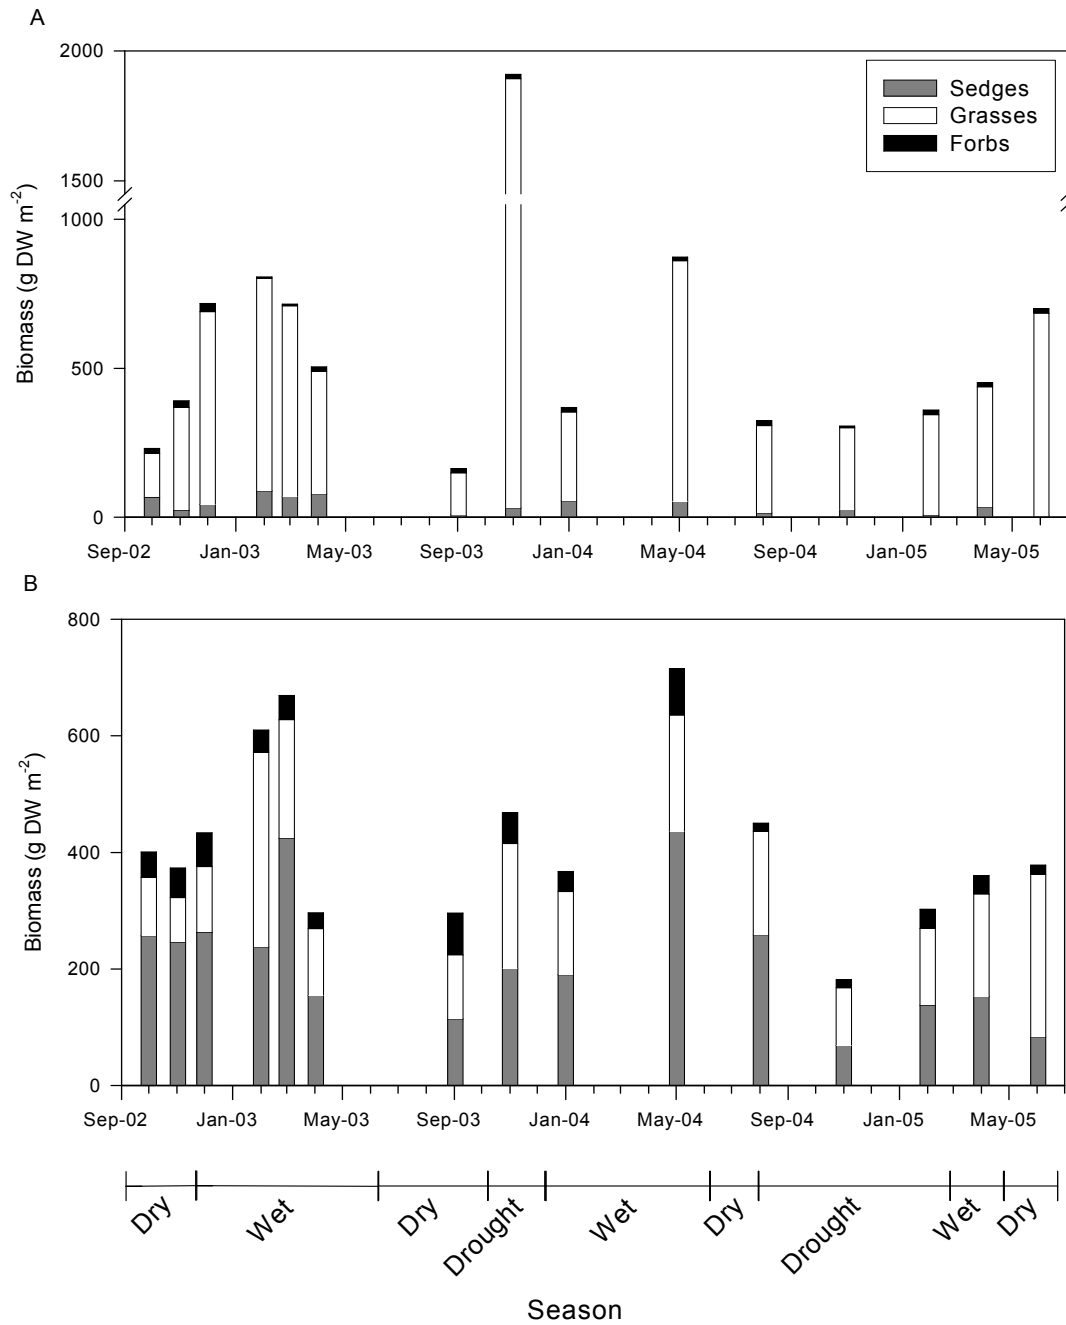 A
2000
1500
1000
500
0
Biomass (g DW m-2)
Sedges
Grasses
Forbs
Sep-02 Jan-03 May-03 Sep-03 Jan-04 May-04 Sep-04 Jan-05 May-05
B
800
600
400
200
0
Biomass (g DW m-2)
Sep-02 Jan-03 May-03 Sep-03 Jan-04 May-04 Sep-04 Jan-05 May-05
Dry Wet Dry Drought Wet Dry Drought Wet Dry
Season